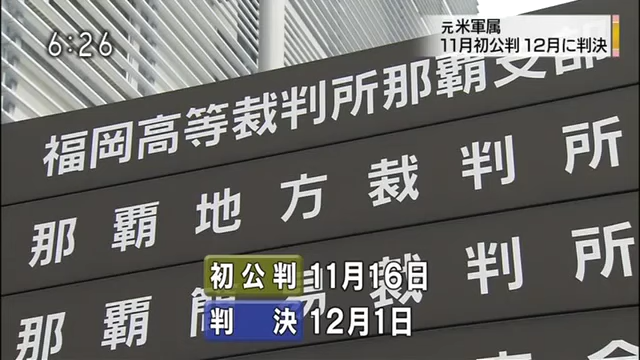 6:26
元米軍属
11月初公判 12月に判決
福岡高等裁判所那覇支部
那覇地方裁判所
那覇簡易裁判所
初公判 11月16日
判決 12月1日